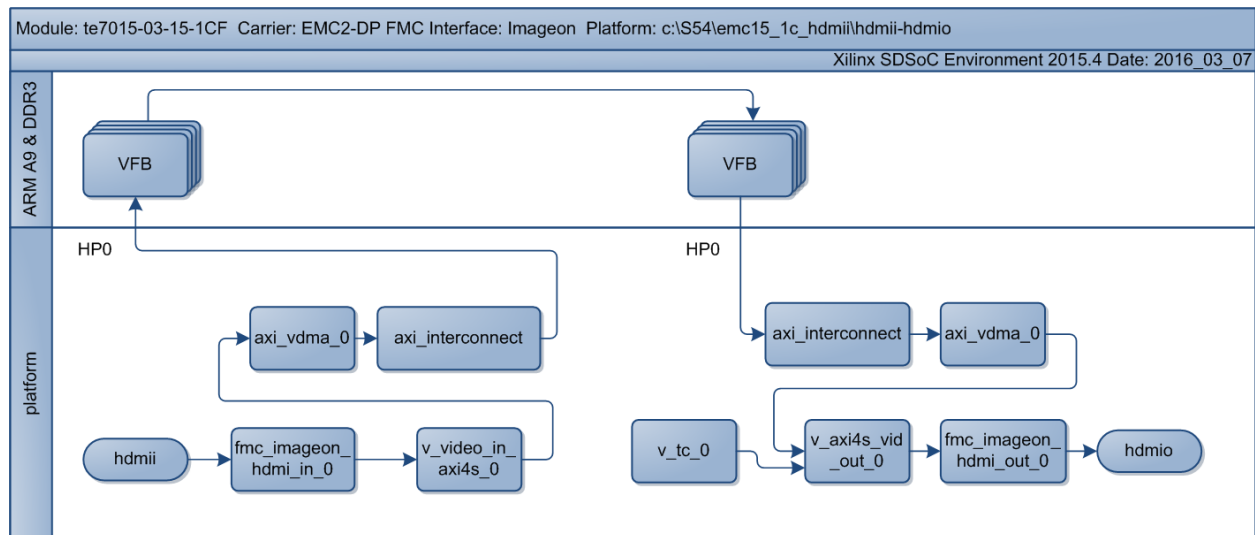 Module: te7015-03-15-1CF  Carrier: EMC2-DP FMC Interface: Imageon  Platform: c:\S54\emc15_1c_hdmii\hdmii-hdmio
Xilinx SDSoC Environment 2015.4 Date: 2016_03_07
ARM A9 & DDR3
VFB
VFB
platform
HP0
HP0
axi_vdma_0
axi_interconnect
axi_interconnect
axi_vdma_0
hdmii
fmc_imageon_
hdmi_in_0
v_video_in_
axi4s_0
v_tc_0
v_axi4s_vid
_out_0
fmc_imageon_
hdmi_out_0
hdmio